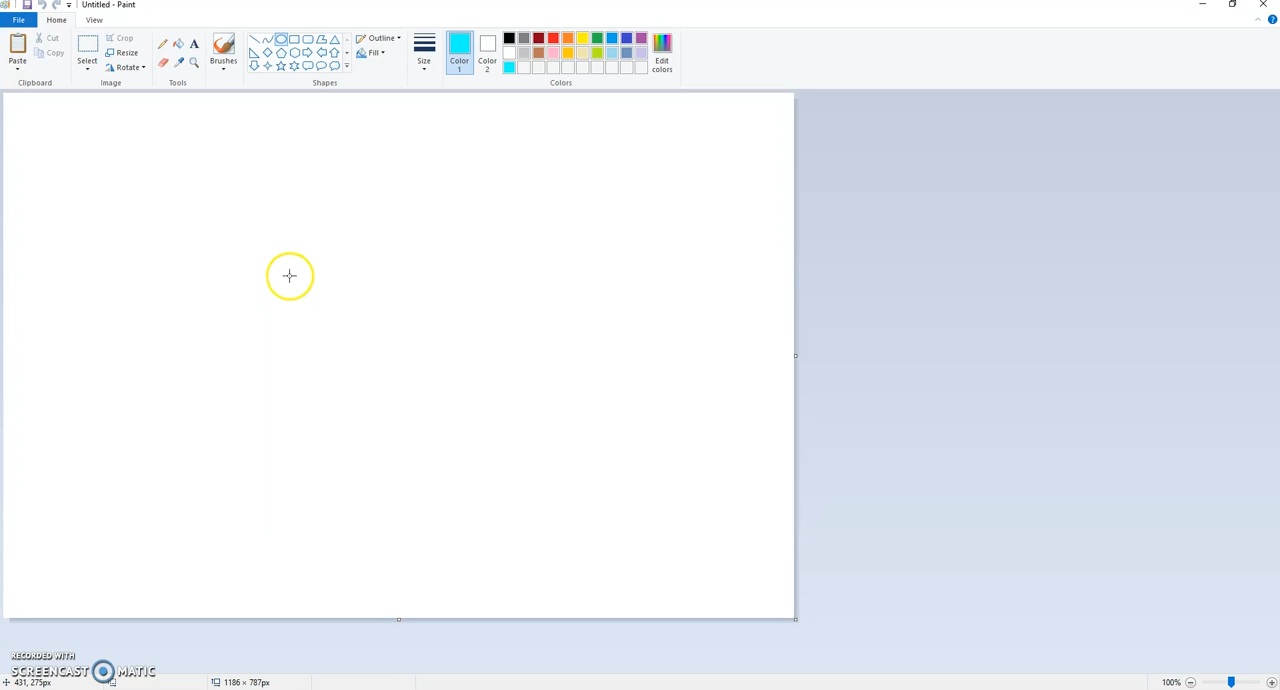 Untitled - Paint
File Home View
Paste
Cut
Copy
Clipboard
Select
Crop
Resize
Rotate
Image
A
Tools
Brushes
Outline
Fill
Shapes
Size
Color 1
Color 2
Edit colors
Colors
RECORDED WITH
SCREENCAST MATIC
431, 275px
1186 × 787px
100%